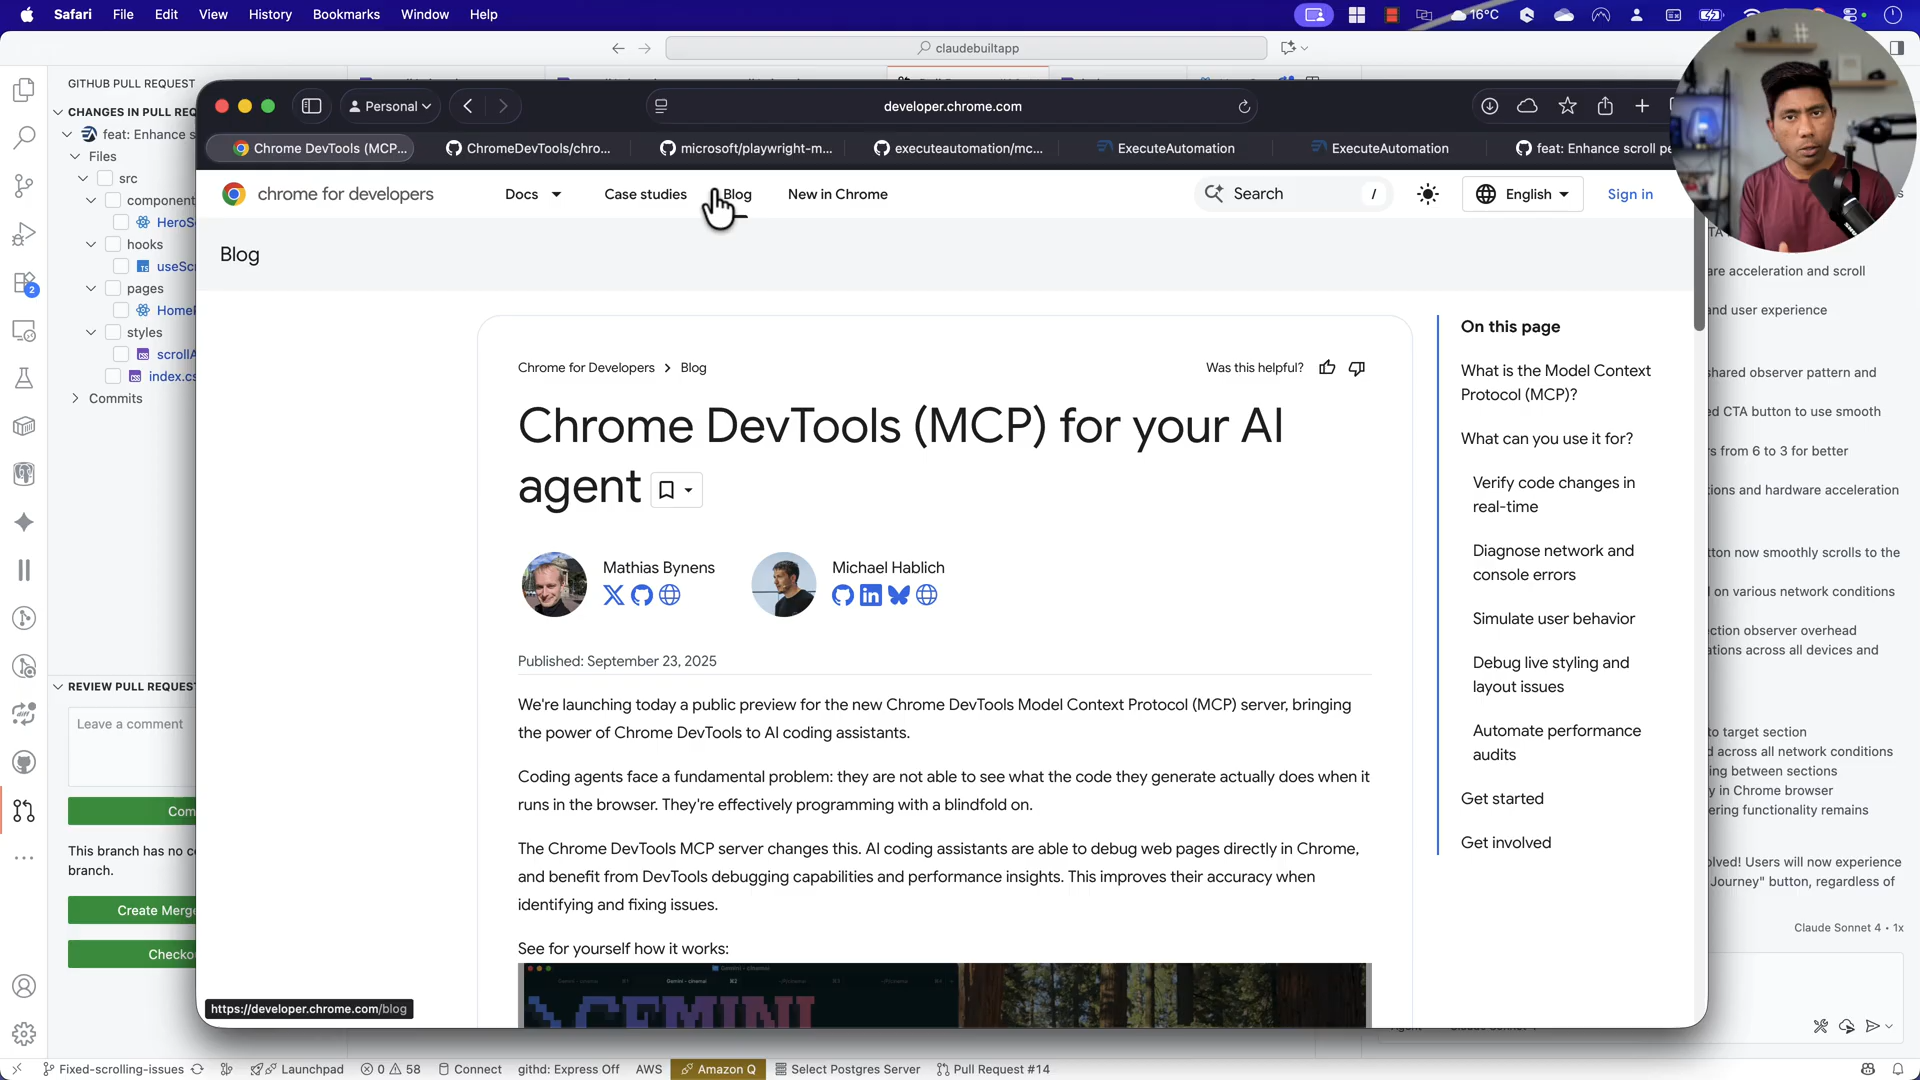 Safari File Edit View History Bookmarks Window Help
16°C
claudebuiltapp
GITHUB PULL REQUEST
CHANGES IN PULL REQ
feat: Enhance s
Files
src
component
HeroS
hooks
useScr
pages
HomeP
styles
scrollA
index.cs
Commits
2
REVIEW PULL REQUEST
Leave a comment
Com
This branch has no co
branch.
Create Merge
Checko
Personal
developer.chrome.com
Chrome DevTools (MCP...
ChromeDevTools/chro...
microsoft/playwright-m...
executeautomation/mc...
ExecuteAutomation
ExecuteAutomation
feat: Enhance scroll pe
chrome for developers
Docs
Case studies
Blog
New in Chrome
Search
/
English
Sign in
Blog
Chrome for Developers > Blog
Was this helpful?
Chrome DevTools (MCP) for your AI
agent
Mathias Bynens
Michael Hablich
Published: September 23, 2025
We're launching today a public preview for the new Chrome DevTools Model Context Protocol (MCP) server, bringing
the power of Chrome DevTools to AI coding assistants.
Coding agents face a fundamental problem: they are not able to see what the code they generate actually does when it
runs in the browser. They're effectively programming with a blindfold on.
The Chrome DevTools MCP server changes this. AI coding assistants are able to debug web pages directly in Chrome,
and benefit from DevTools debugging capabilities and performance insights. This improves their accuracy when
identifying and fixing issues.
See for yourself how it works:
GEMINI
On this page
What is the Model Context
Protocol (MCP)?
What can you use it for?
Verify code changes in
real-time
Diagnose network and
console errors
Simulate user behavior
Debug live styling and
layout issues
Automate performance
audits
Get started
Get involved
https://developer.chrome.com/blog
are acceleration and scroll
and user experience
shared observer pattern and
ed CTA button to use smooth
rs from 6 to 3 for better
tions and hardware acceleration
tton now smoothly scrolls to the
on various network conditions
ction observer overhead
ations across all devices and
to target section
d across all network conditions
ing between sections
y in Chrome browser
ering functionality remains
olved! Users will now experience
Journey" button, regardless of
Claude Sonnet 4 • 1x
Fixed-scrolling-issues
Launchpad
0 58
Connect
githd: Express Off
AWS
Amazon Q
Select Postgres Server
Pull Request #14